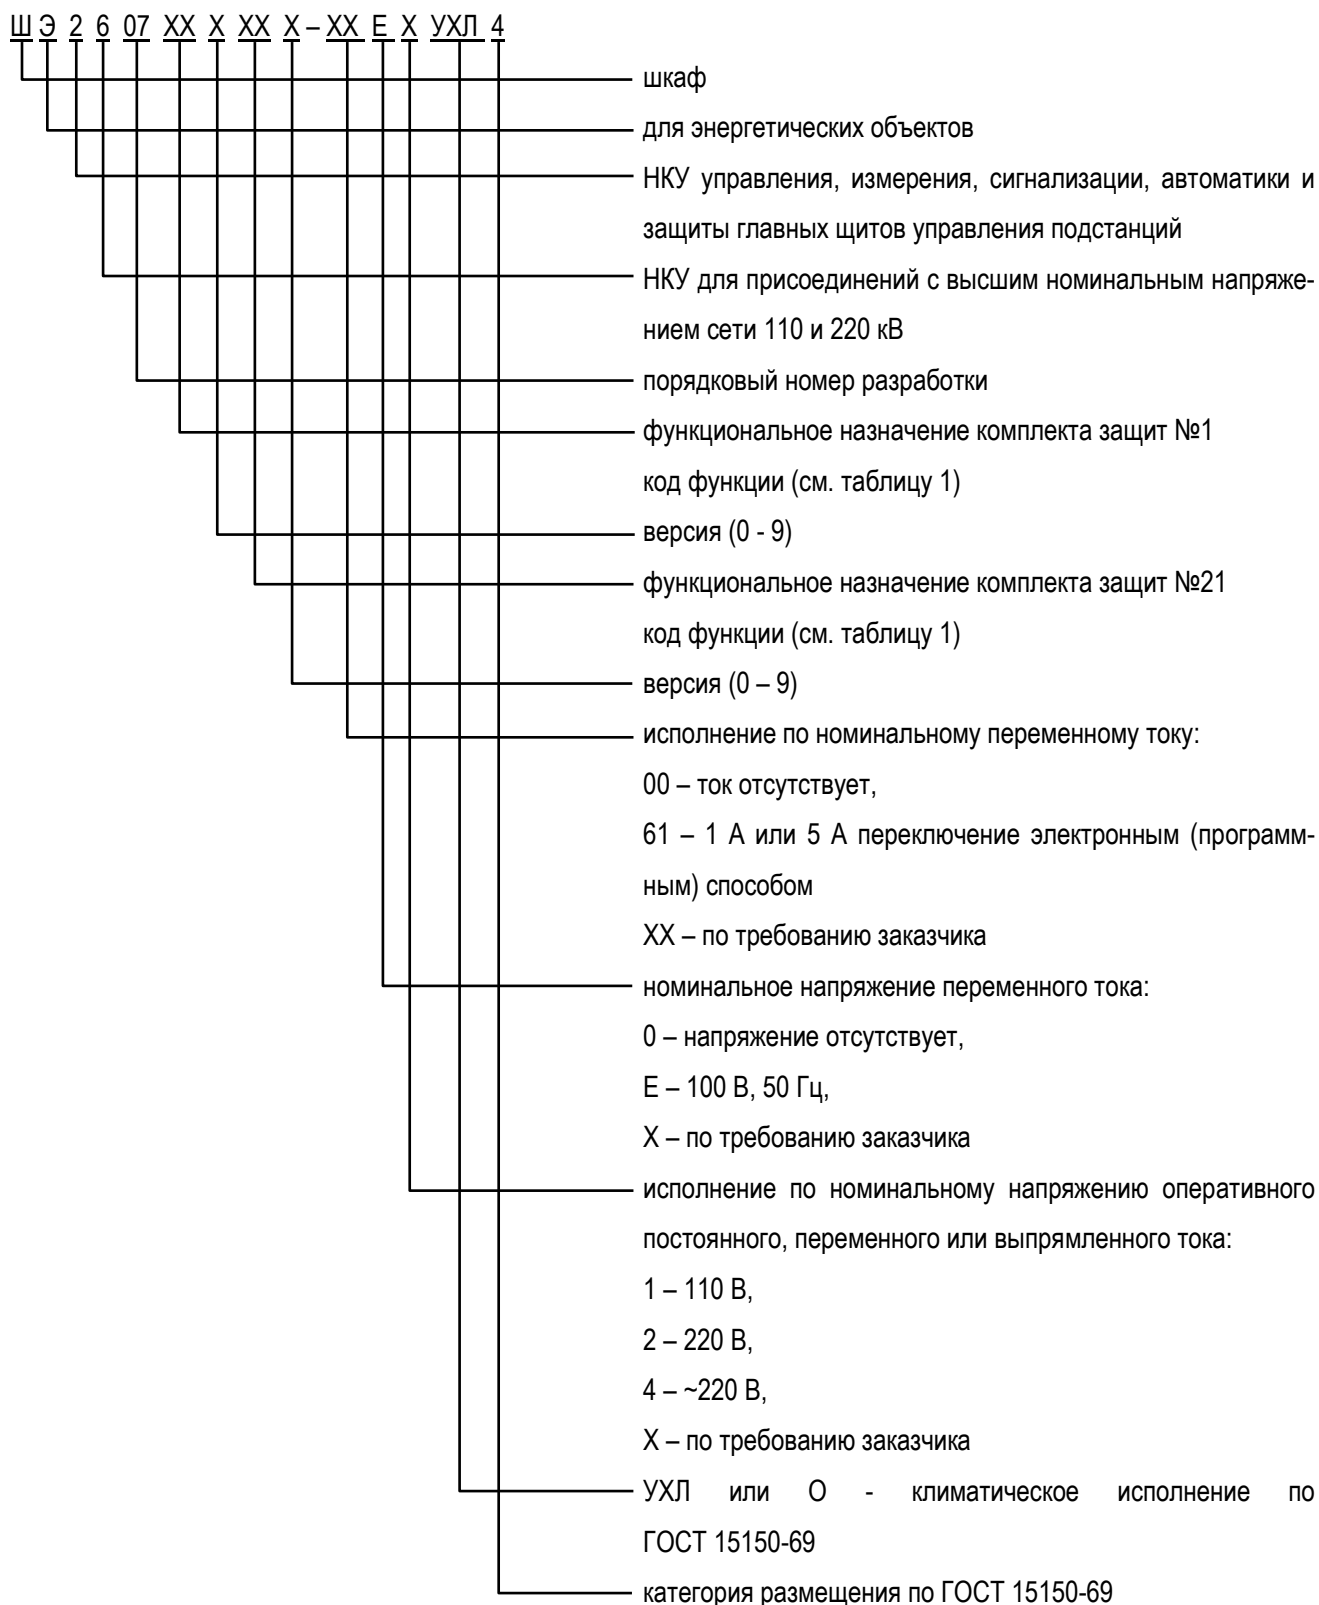 Ш Э 2 6 07 ХХ Х ХХ Х – ХХ Е Х УХЛ 4
шкаф
для энергетических объектов
НКУ управления, измерения, сигнализации, автоматики и
защиты главных щитов управления подстанций
НКУ для присоединений с высшим номинальным напряже-
нием сети 110 и 220 кВ
порядковый номер разработки
функциональное назначение комплекта защит №1
код функции (см. таблицу 1)
версия (0 - 9)
функциональное назначение комплекта защит №21
код функции (см. таблицу 1)
версия (0 – 9)
исполнение по номинальному переменному току:
00 – ток отсутствует,
61 – 1 А или 5 А переключение электронным (программ-
ным) способом
ХХ – по требованию заказчика
номинальное напряжение переменного тока:
0 – напряжение отсутствует,
Е – 100 В, 50 Гц,
Х – по требованию заказчика
исполнение по номинальному напряжению оперативного
постоянного, переменного или выпрямленного тока:
1 – 110 В,
2 – 220 В,
4 – ~220 В,
Х – по требованию заказчика
УХЛ или О - климатическое исполнение по
ГОСТ 15150-69
категория размещения по ГОСТ 15150-69